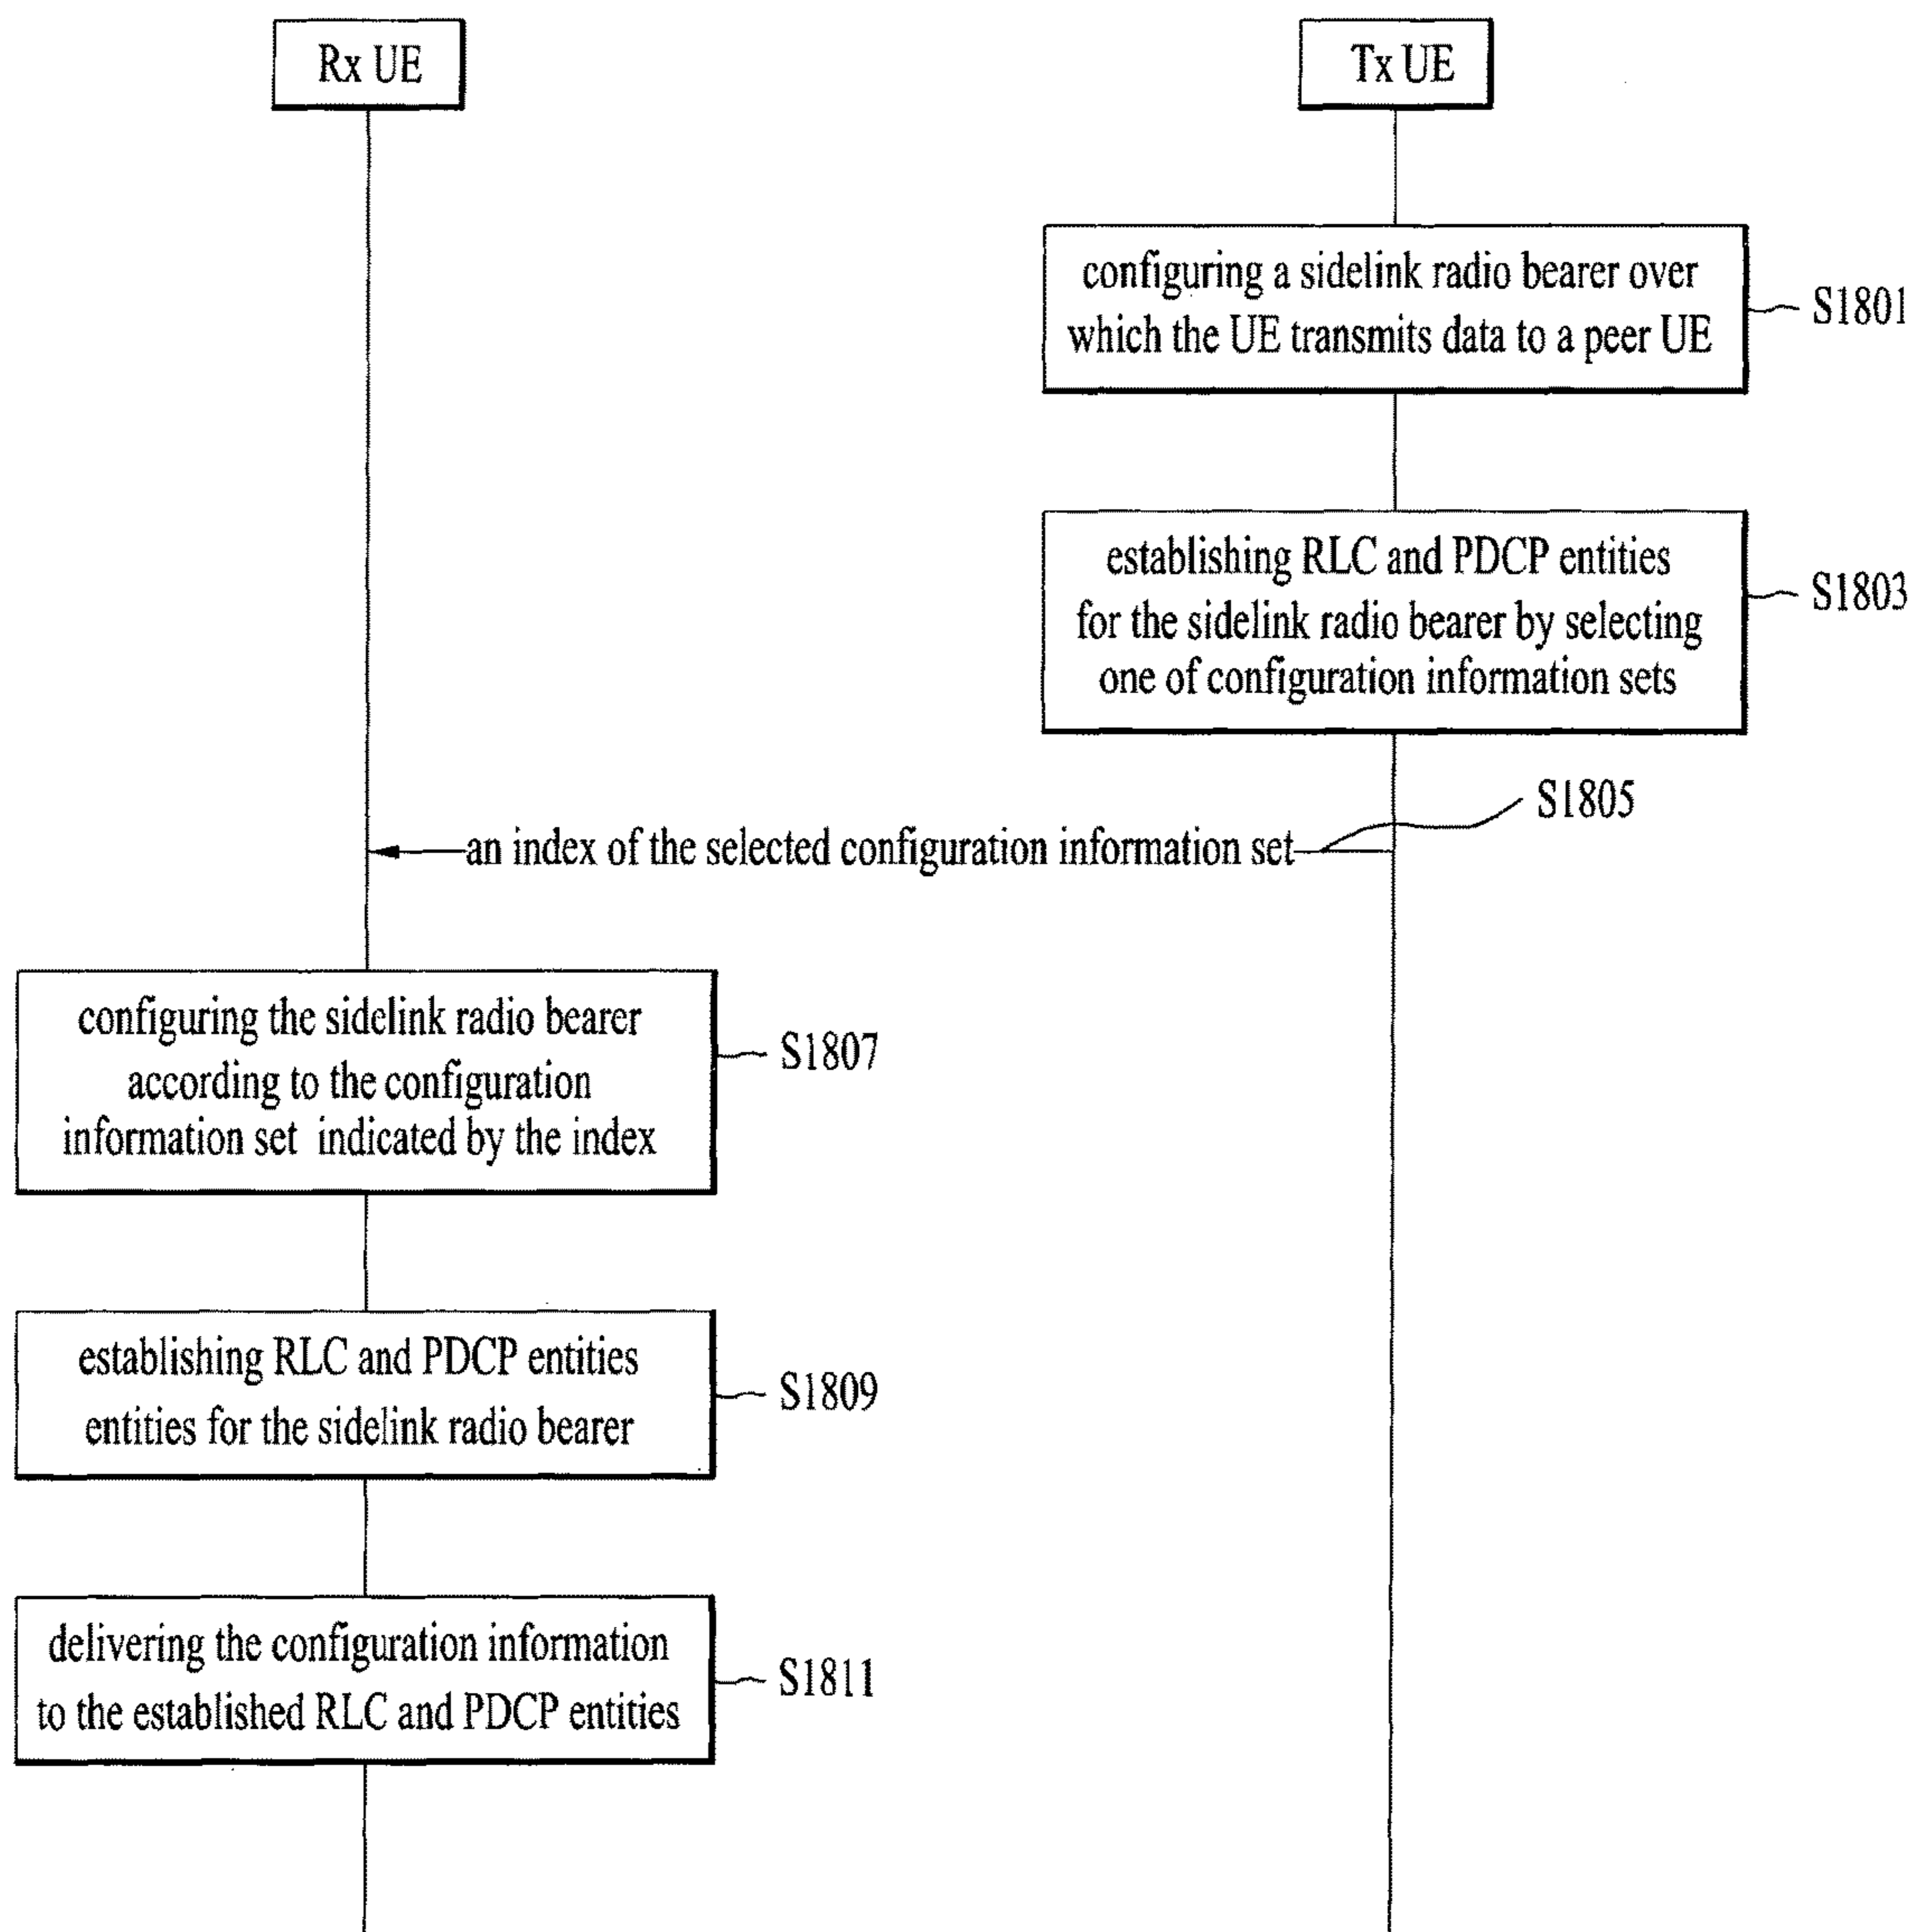 Rx UE
Tx UE
configuring a sidelink radio bearer over
which the UE transmits data to a peer UE
S1801
establishing RLC and PDCP entities
for the sidelink radio bearer by selecting
one of configuration information sets
S1803
S1805
an index of the selected configuration information set
configuring the sidelink radio bearer
according to the configuration
information set indicated by the index
S1807
establishing RLC and PDCP entities
entities for the sidelink radio bearer
S1809
delivering the configuration information
to the established RLC and PDCP entities
S1811